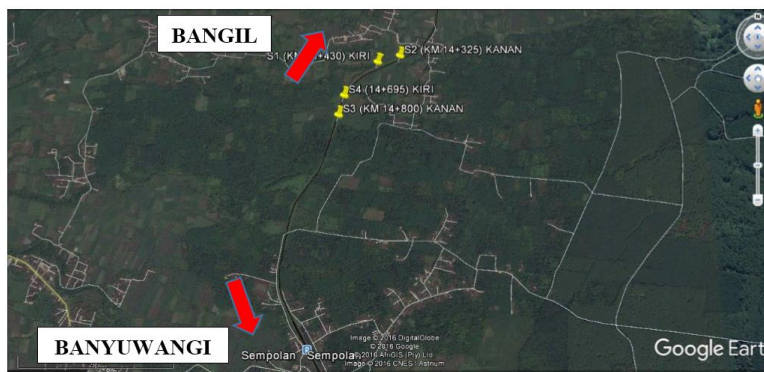 BANGIL
S2 (KM 14+325) KANAN
S1 (KM +430) KIRI
S4 (14+695) KIRI
S3 (KM 14+800) KANAN
BANYUWANGI
Sempolan Sempola
Image © 2016 DigitalGlobe
© 2016 Google
© 2016 AfriGIS (Pty) Ltd
Image © 2016 CNES / Astrium
Google Eart